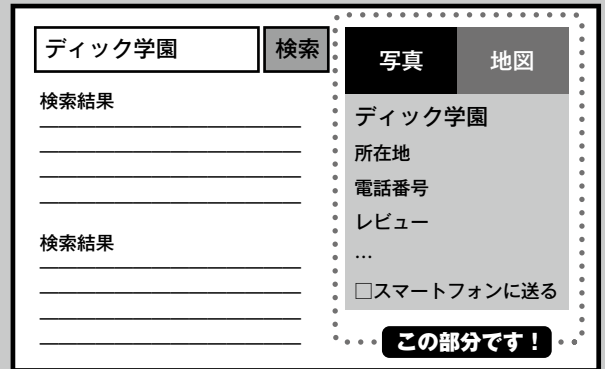 ディック学園 検索
検索結果
検索結果
写真 地図
ディック学園
所在地
電話番号
レビュー
…
□スマートフォンに送る
この部分です！